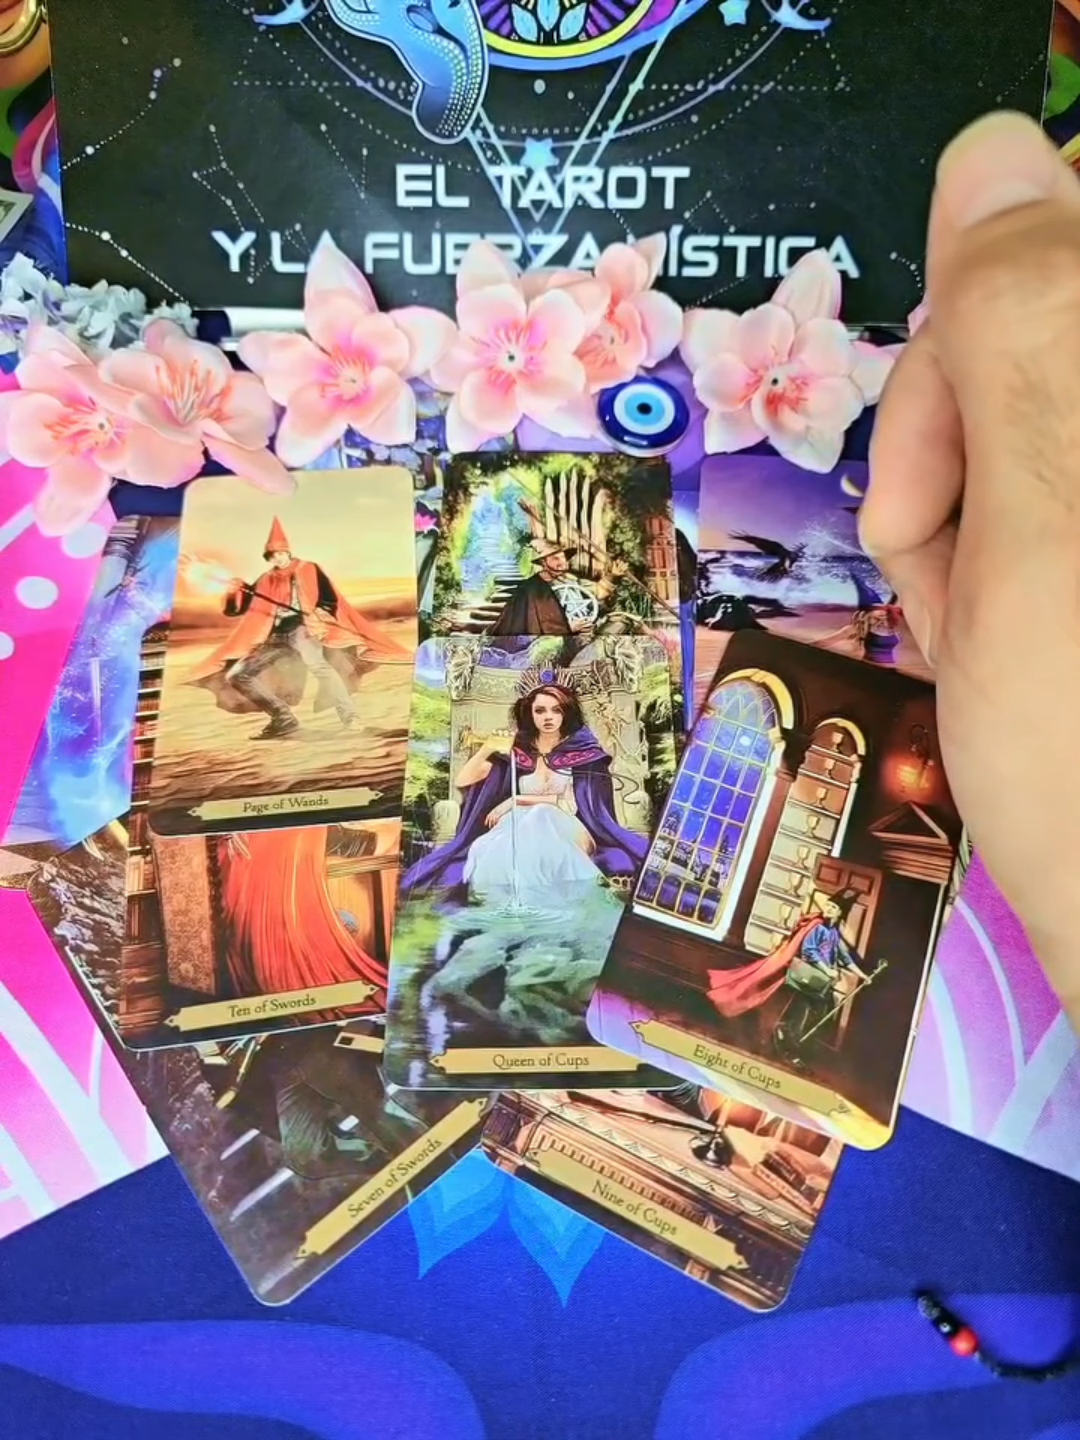 EL TAROT
Y LA FUERZA MÍSTICA
Page of Wands
Ten of Swords
Queen of Cups
Eight of Cups
Seven of Swords
Nine of Cups